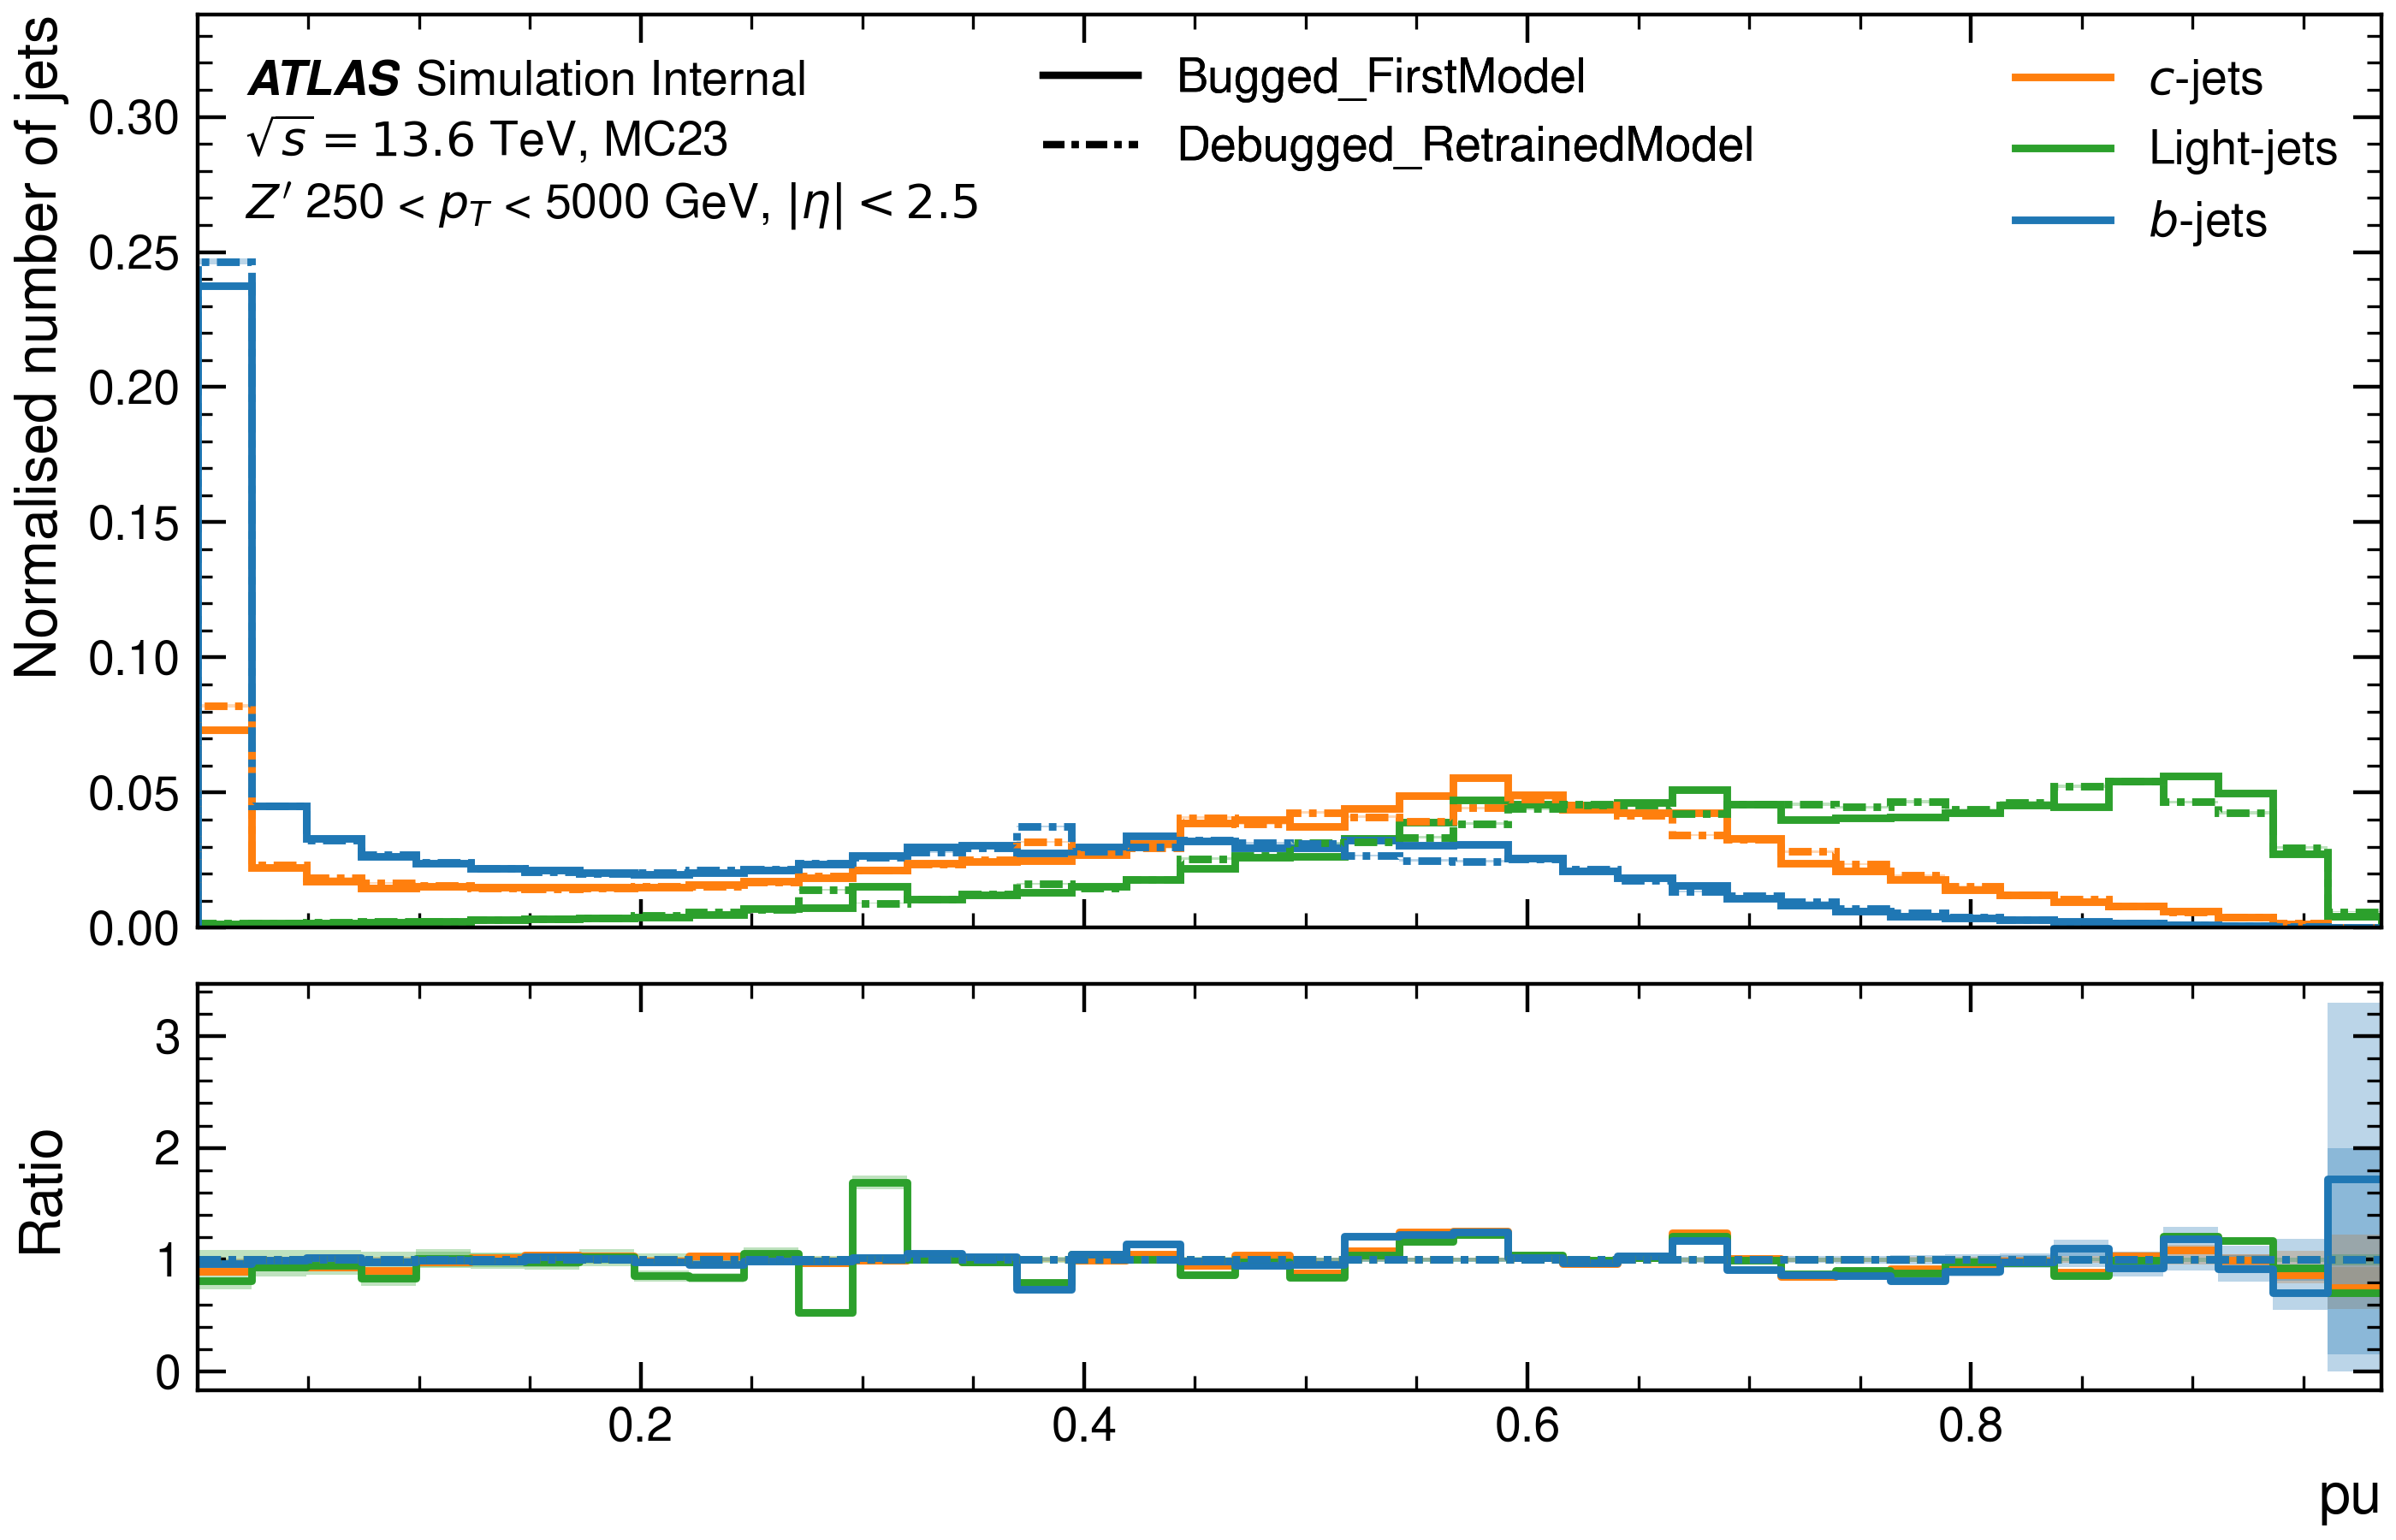 ATLAS Simulation Internal
√s = 13.6 TeV, MC23
Z′ 250 < pT < 5000 GeV, |η| < 2.5
Bugged_FirstModel
Debugged_RetrainedModel
c-jets
Light-jets
b-jets
Normalised number of jets
0.30
0.25
0.20
0.15
0.10
0.05
0.00
Ratio
3
2
1
0
0.2 0.4 0.6 0.8
pu